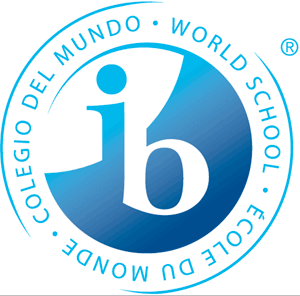 COLEGIO DEL MUNDO · WORLD SCHOOL · ÉCOLE DU MONDE ·
®
ib